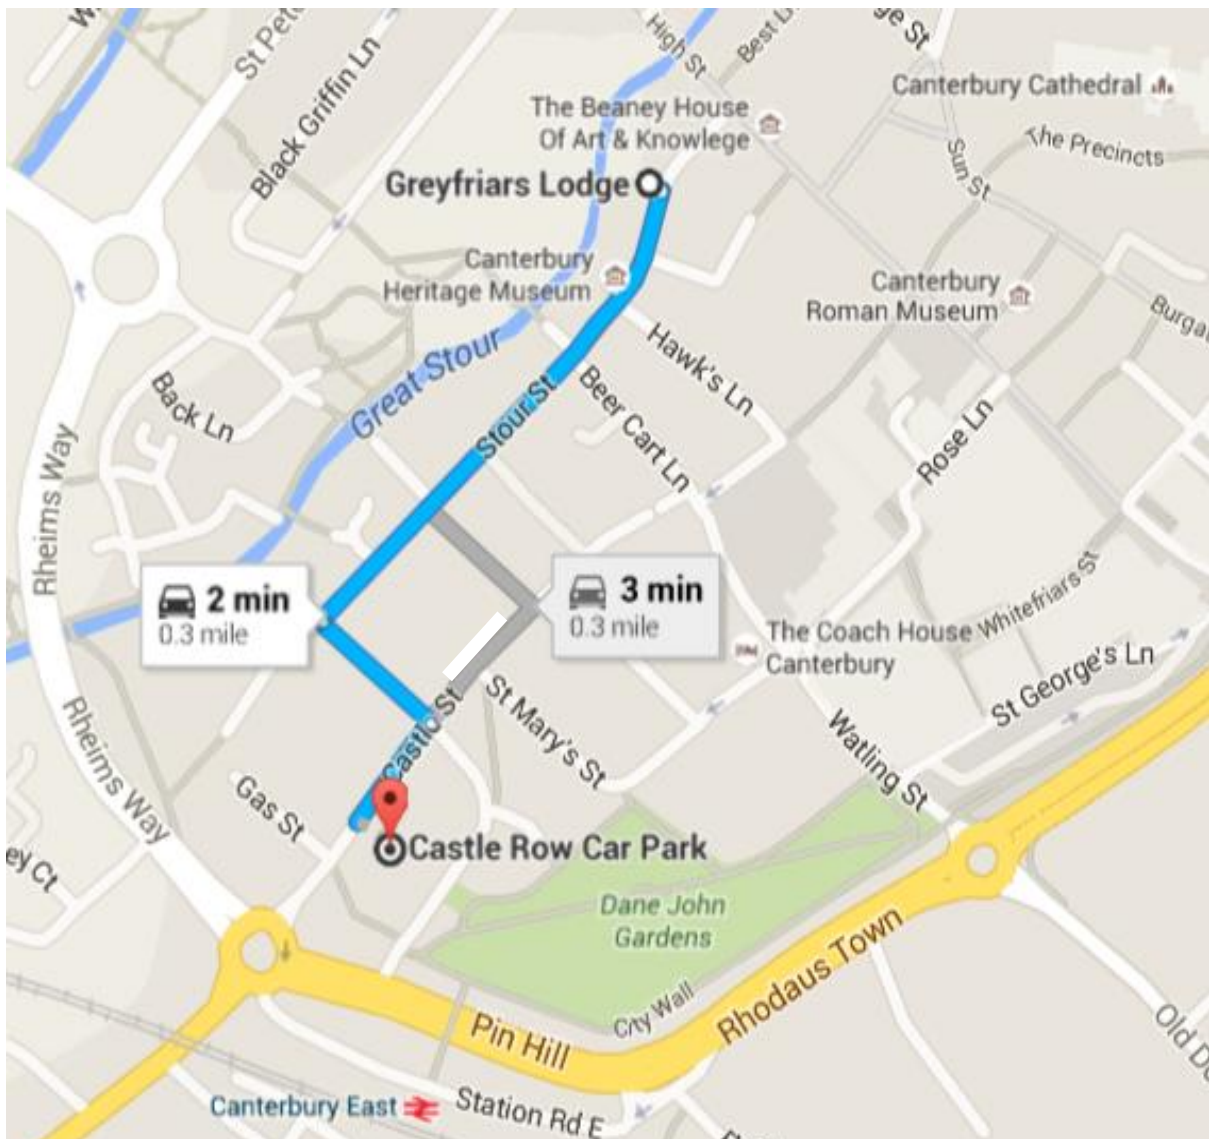 High St
Best L
ge St
St Pete
Black Griffin Ln
Canterbury Cathedral
The Beaney House
Of Art & Knowlege
The Precincts
Sun St
Greyfriars Lodge
Canterbury
Heritage Museum
Canterbury
Roman Museum
Burga
Hawk's Ln
Great Stour
Back Ln
Stour St
Beer Cart Ln
Rose Ln
Rheims Way
2 min
0.3 mile
3 min
0.3 mile
Whitefriars St
The Coach House
Canterbury
St George's Ln
St Mary's St
Castle St
Watling St
Rheims Way
Gas St
ey Ct
Castle Row Car Park
Dane John
Gardens
Rhodaus Town
City Wall
Pin Hill
Old D
Canterbury East
Station Rd E